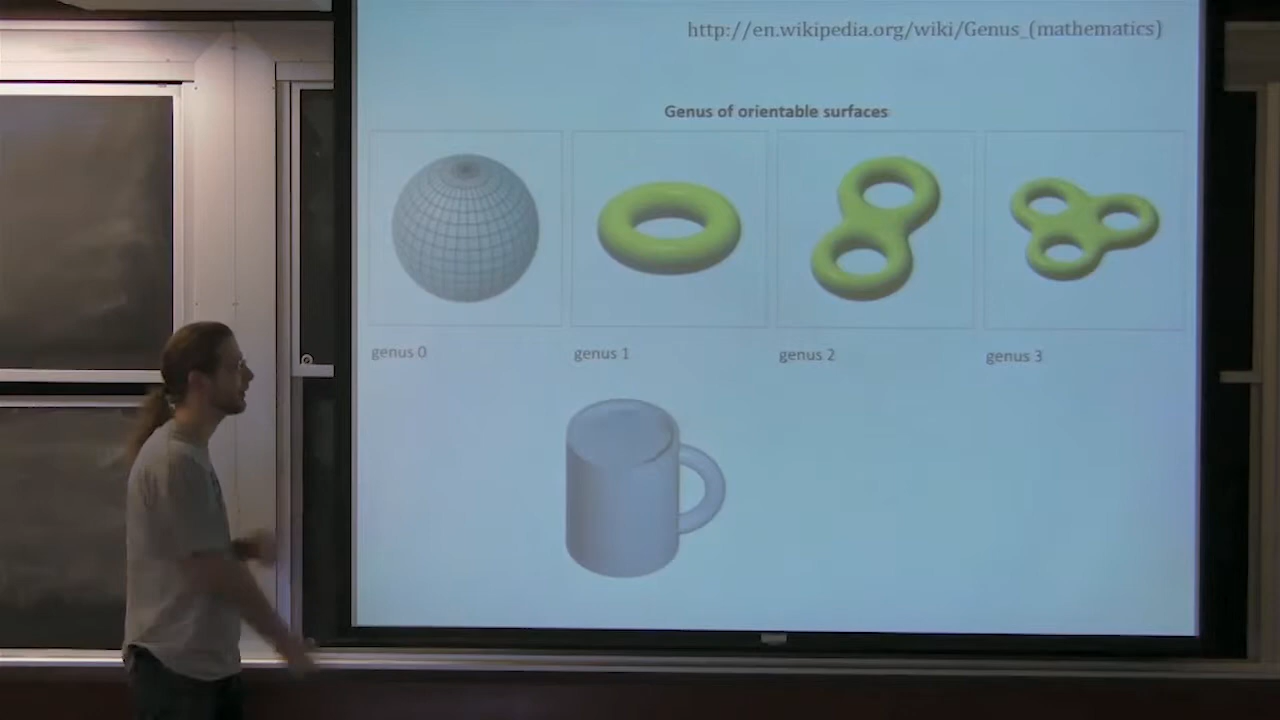 http://en.wikipedia.org/wiki/Genus_(mathematics)
Genus of orientable surfaces
genus 0
genus 1
genus 2
genus 3